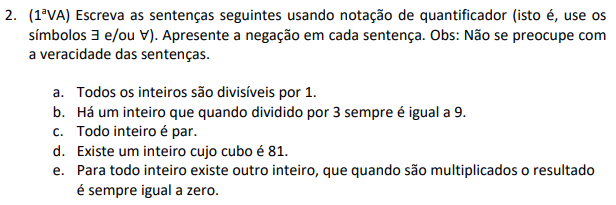 2. (1ªVA) Escreva as sentenças seguintes usando notação de quantificador (isto é, use os
símbolos ∃ e/ou ∀). Apresente a negação em cada sentença. Obs: Não se preocupe com
a veracidade das sentenças.
a. Todos os inteiros são divisíveis por 1.
b. Há um inteiro que quando dividido por 3 sempre é igual a 9.
c. Todo inteiro é par.
d. Existe um inteiro cujo cubo é 81.
e. Para todo inteiro existe outro inteiro, que quando são multiplicados o resultado
é sempre igual a zero.